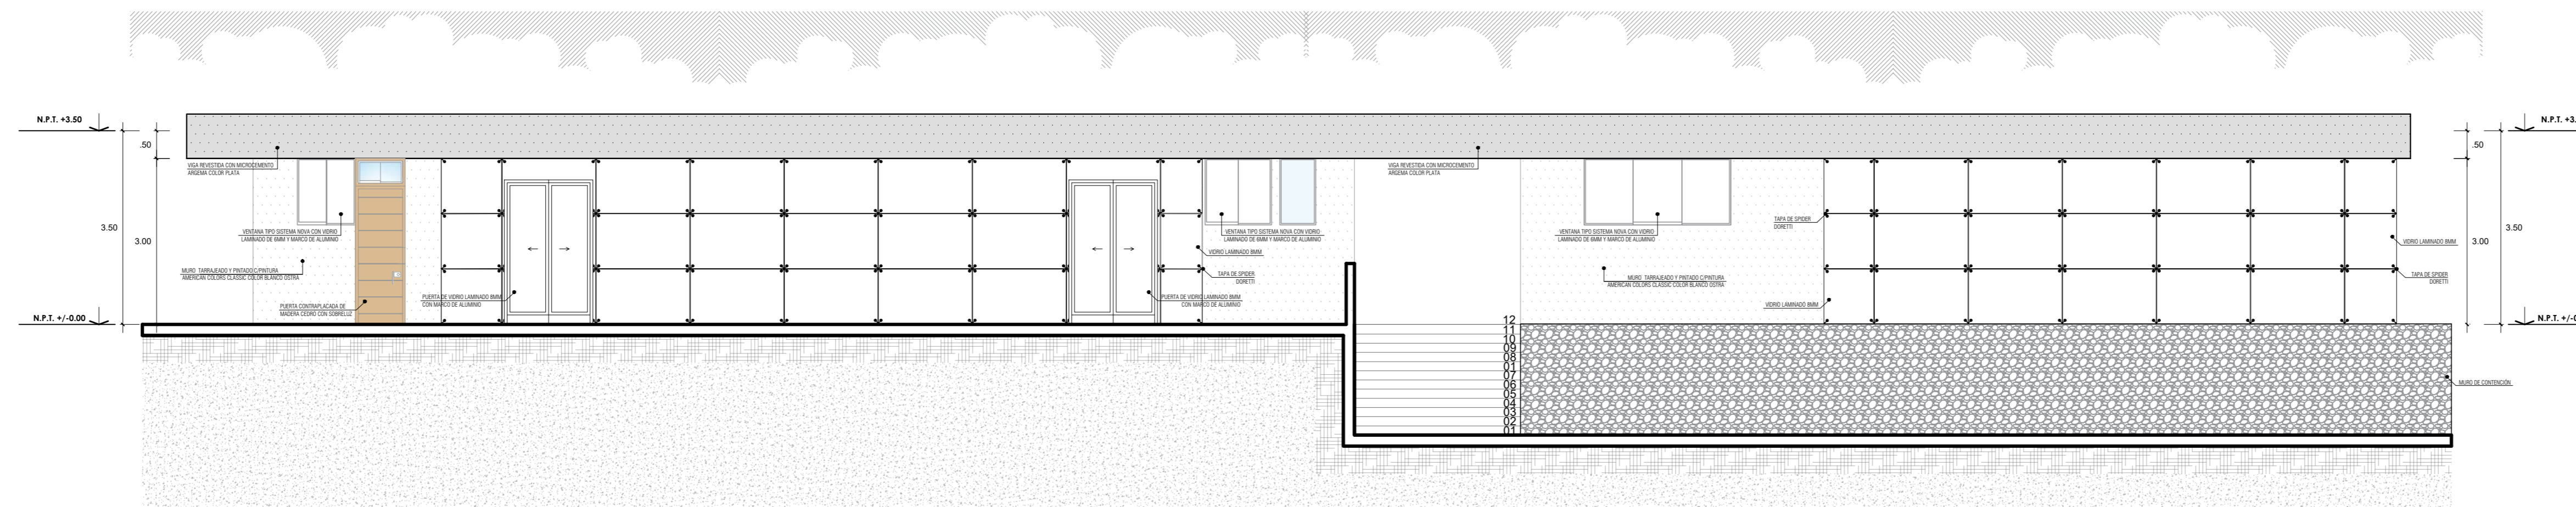 N.P.T. +3.50
.50
3.50
3.00
N.P.T. +/-0.00
VIGA REVESTIDA CON MICROCEMENTO
ARGEMA COLOR PLATA
VENTANA TIPO SISTEMA NOVA CON VIDRIO
LAMINADO DE 6MM Y MARCO DE ALUMINIO
MURO TARRAJEADO Y PINTADO C/PINTURA
AMERICAN COLORS CLASSIC COLOR BLANCO OSTRA
PUERTA CONTRAPLACADA DE
MADERA CEDRO CON SOBRELUZ
PUERTA DE VIDRIO LAMINADO 8MM
CON MARCO DE ALUMINIO
PUERTA DE VIDRIO LAMINADO 8MM
CON MARCO DE ALUMINIO
VENTANA TIPO SISTEMA NOVA CON VIDRIO
LAMINADO DE 6MM Y MARCO DE ALUMINIO
VIDRIO LAMINADO 8MM
TAPA DE SPIDER
DORETTI
VIGA REVESTIDA CON MICROCEMENTO
ARGEMA COLOR PLATA
VENTANA TIPO SISTEMA NOVA CON VIDRIO
LAMINADO DE 6MM Y MARCO DE ALUMINIO
MURO TARRAJEADO Y PINTADO C/PINTURA
AMERICAN COLORS CLASSIC COLOR BLANCO OSTRA
TAPA DE SPIDER
DORETTI
VIDRIO LAMINADO 8MM
12
11
10
09
08
01
07
06
05
04
03
02
01
VIDRIO LAMINADO 8MM
TAPA DE SPIDER
DORETTI
MURO DE CONTENCIÓN
N.P.T. +3.
.50
3.00
3.50
N.P.T. +/-0